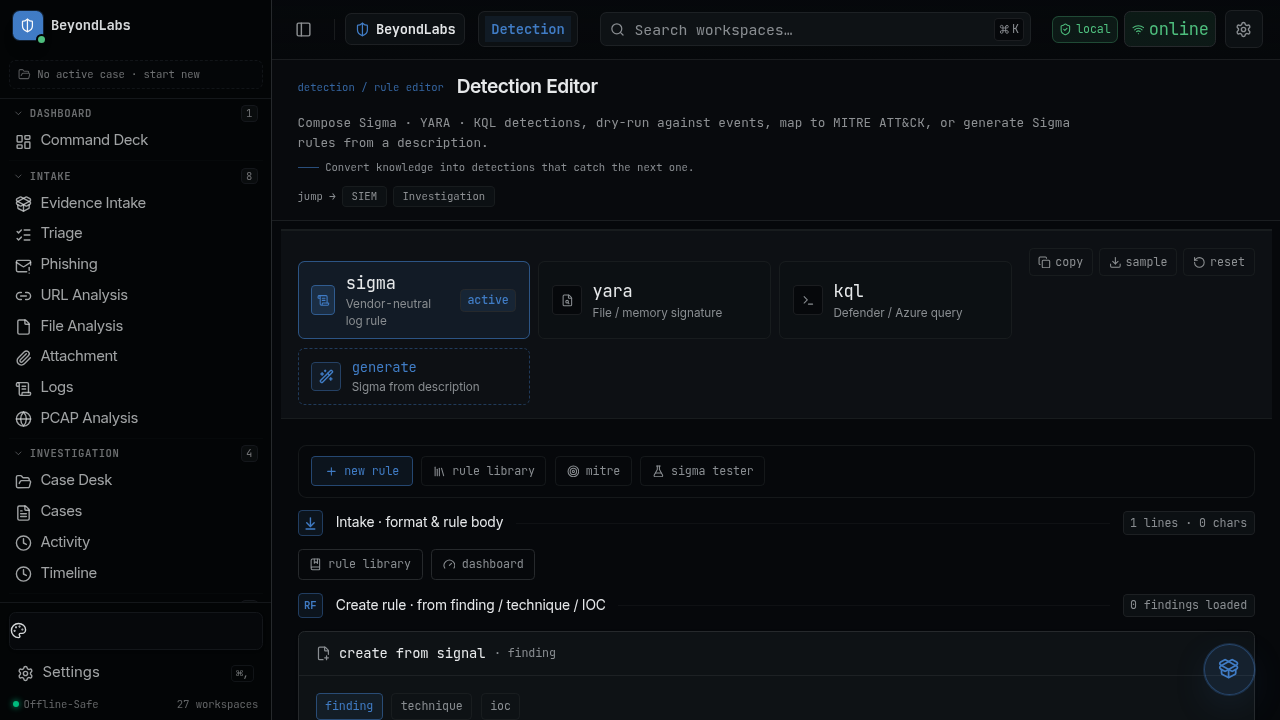 BeyondLabs
No active case · start new
DASHBOARD 1
Command Deck
INTAKE 8
Evidence Intake
Triage
Phishing
URL Analysis
File Analysis
Attachment
Logs
PCAP Analysis
INVESTIGATION 4
Case Desk
Cases
Activity
Timeline
Settings ⌘,
Offline-Safe 27 workspaces
BeyondLabs Detection Search workspaces… ⌘K local online
detection / rule editor Detection Editor
Compose Sigma · YARA · KQL detections, dry-run against events, map to MITRE ATT&CK, or generate Sigma
rules from a description.
Convert knowledge into detections that catch the next one.
jump → SIEM Investigation
copy sample reset
sigma
Vendor-neutral
log rule
active
yara
File / memory signature
kql
Defender / Azure query
generate
Sigma from description
new rule rule library mitre sigma tester
Intake · format & rule body 1 lines · 0 chars
rule library dashboard
RF Create rule · from finding / technique / IOC 0 findings loaded
create from signal · finding
finding technique ioc